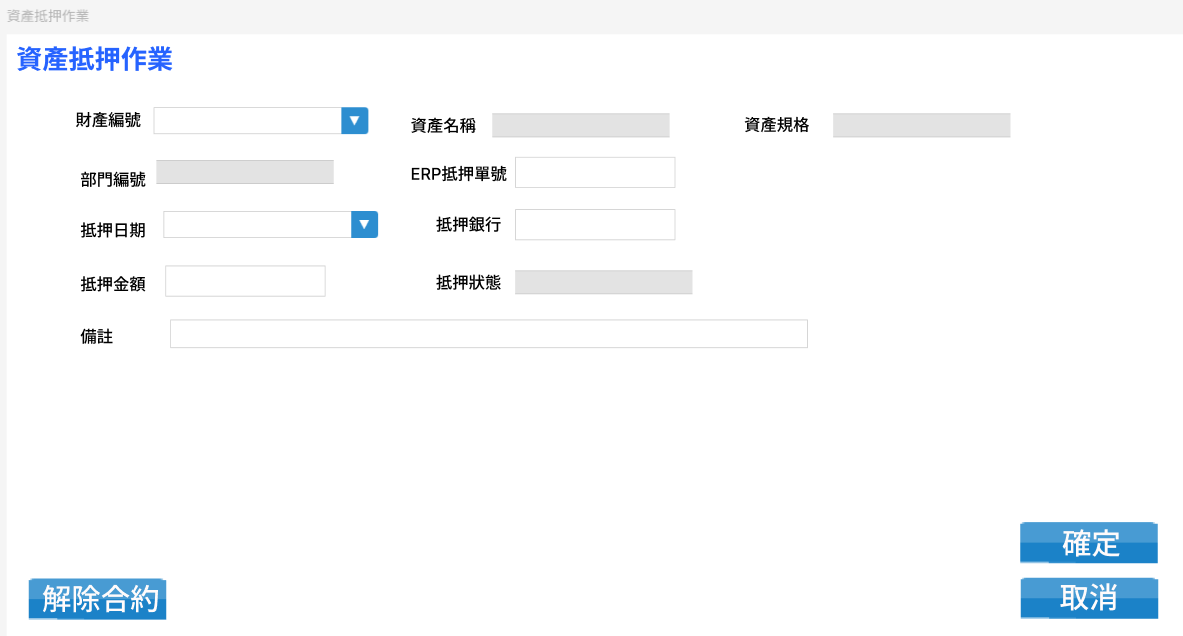 資產抵押作業
資產抵押作業
財產編號 ▼ 資產名稱 資產規格
部門編號 ERP抵押單號
抵押日期 ▼ 抵押銀行
抵押金額 抵押狀態
備註
確定
解除合約 取消